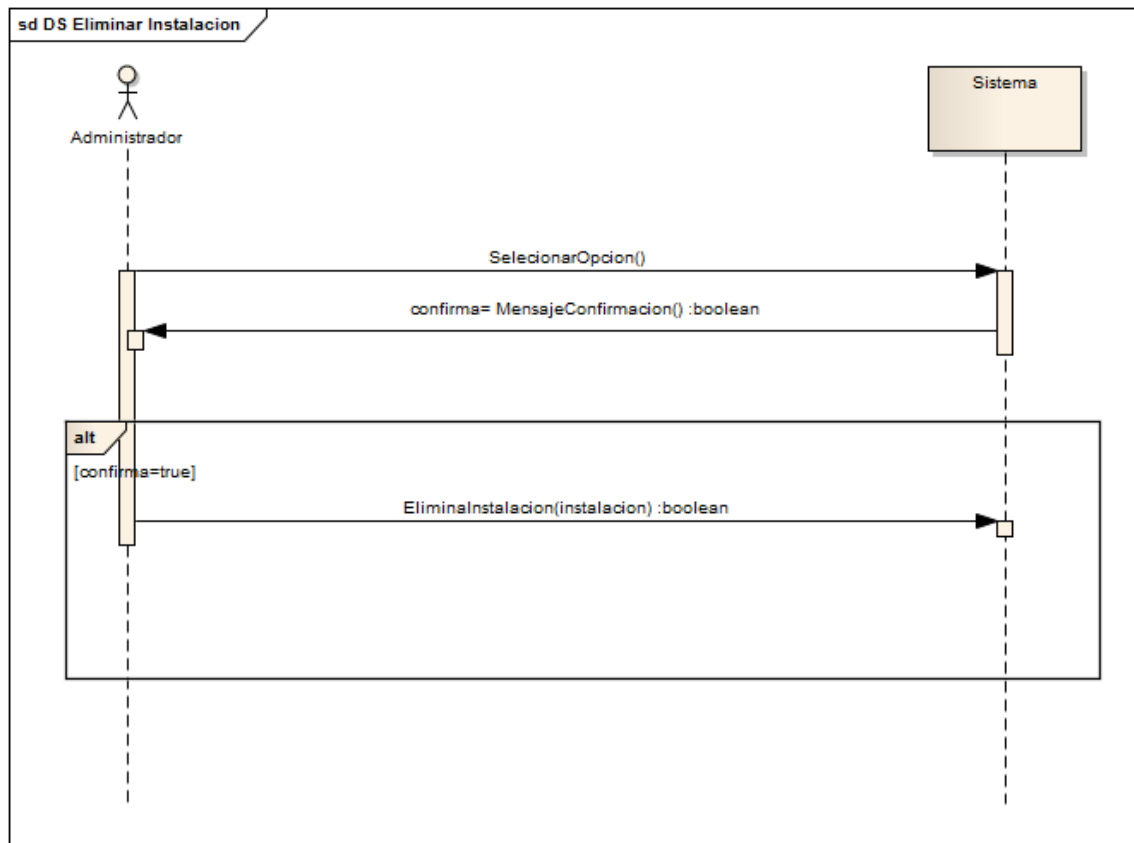 sd DS Eliminar Instalacion
Administrador
Sistema
SelecionarOpcion()
confirma= MensajeConfirmacion() :boolean
alt
[confirma=true]
EliminaInstalacion(instalacion) :boolean